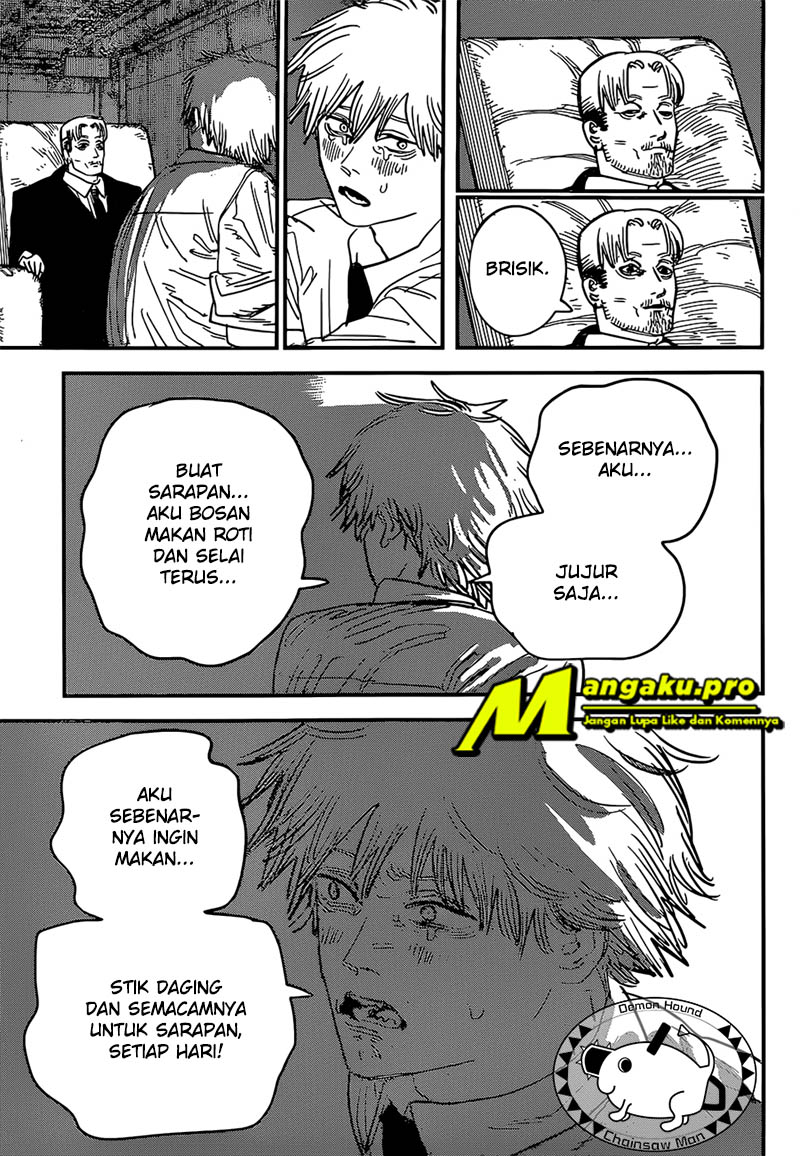 BRISIK.
SEBENARNYA...
AKU...
JUJUR
SAJA...
BUAT
SARAPAN...
AKU BOSAN
MAKAN ROTI
DAN SELAI
TERUS...
Mangaku.pro
Jangan Lupa Like dan Komennya
AKU
SEBENAR-
NYA INGIN
MAKAN...
STIK DAGING
DAN SEMACAMNYA
UNTUK SARAPAN,
SETIAP HARI!
Demon Hound
Chainsaw Man